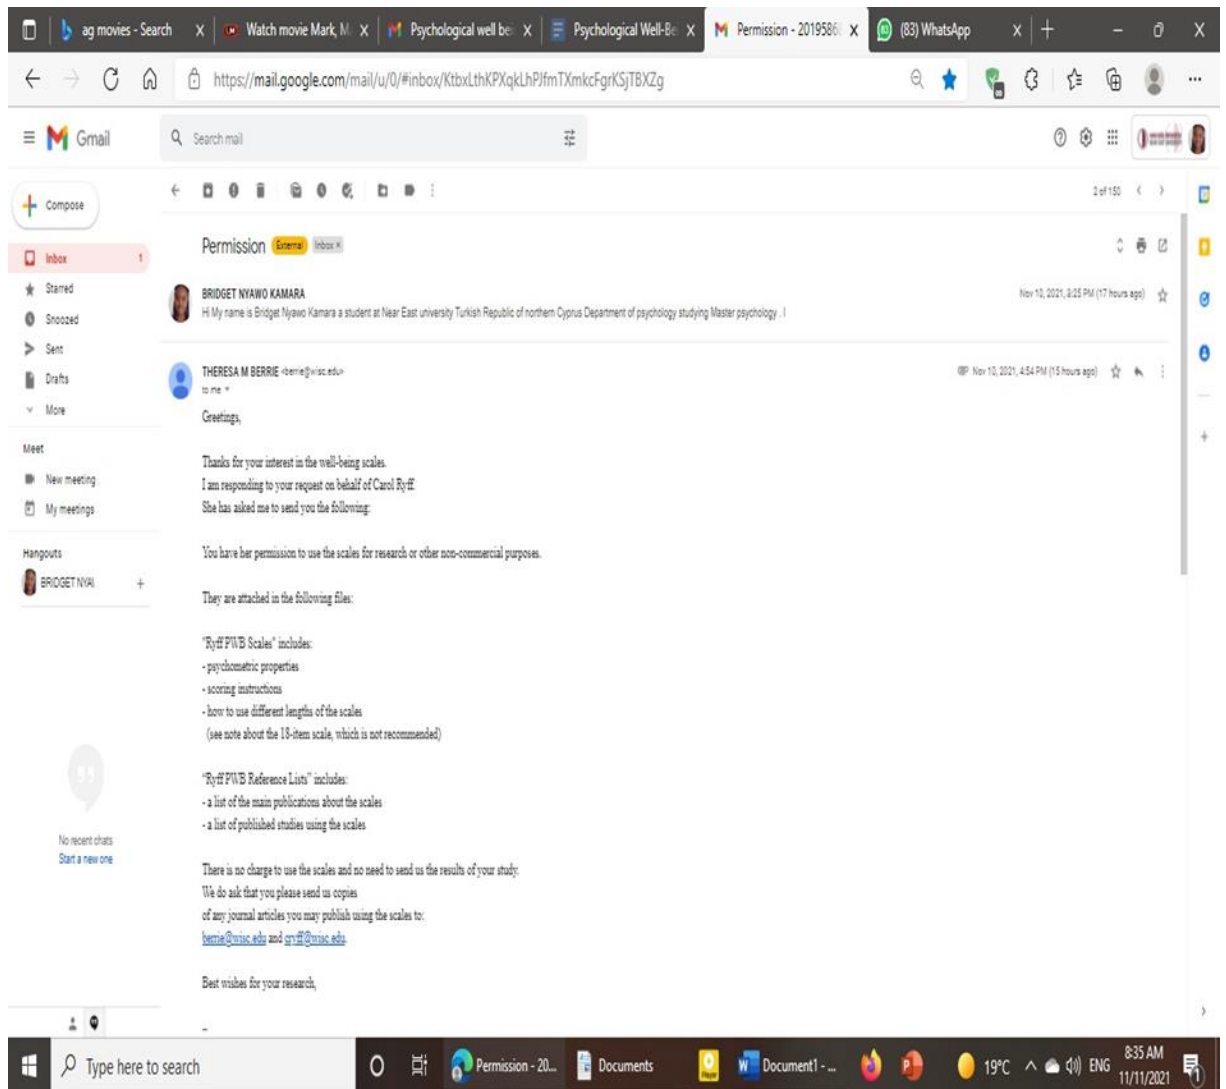 ag movies - Search
Watch movie Mark, M
Psychological well be
Psychological Well-Be
Permission - 2019586
(83) WhatsApp
https://mail.google.com/mail/u/0/#inbox/KtbxLthKPXqkLhPJfmTXmkcFgrKSjTBXZg
Gmail
Search mail
Compose
2 of 150
Inbox 1
Starred
Snoozed
Sent
Drafts
More
Meet
New meeting
My meetings
Hangouts
BRIDGET NYAI
No recent chats
Start a new one
Permission External Inbox x
BRIDGET NYAWO KAMARA Nov 10, 2021, 2:25 PM (17 hours ago)
Hi My name is Bridget Nyawo Kamara a student at Near East university Turkish Republic of northern Cyprus Department of psychology studying Master psychology . I
THERESA M BERRIE <berrie@wisc.edu> Nov 10, 2021, 4:54 PM (15 hours ago)
to me
Greetings,
Thanks for your interest in the well-being scales.
I am responding to your request on behalf of Carol Ryff.
She has asked me to send you the following:
You have her permission to use the scales for research or other non-commercial purposes.
They are attached in the following files:
"Ryff PWB Scales" includes:
- psychometric properties
- scoring instructions
- how to use different lengths of the scales
(see note about the 18-item scale, which is not recommended)
"Ryff PWB Reference Lists" includes:
- a list of the main publications about the scales
- a list of published studies using the scales
There is no charge to use the scales and no need to send us the results of your study.
We do ask that you please send us copies
of any journal articles you may publish using the scales to:
berrie@wisc.edu and cryff@wisc.edu.
Best wishes for your research,
--
Type here to search
Permission - 20...
Documents
Document1 - ...
19°C
ENG
8:35 AM
11/11/2021